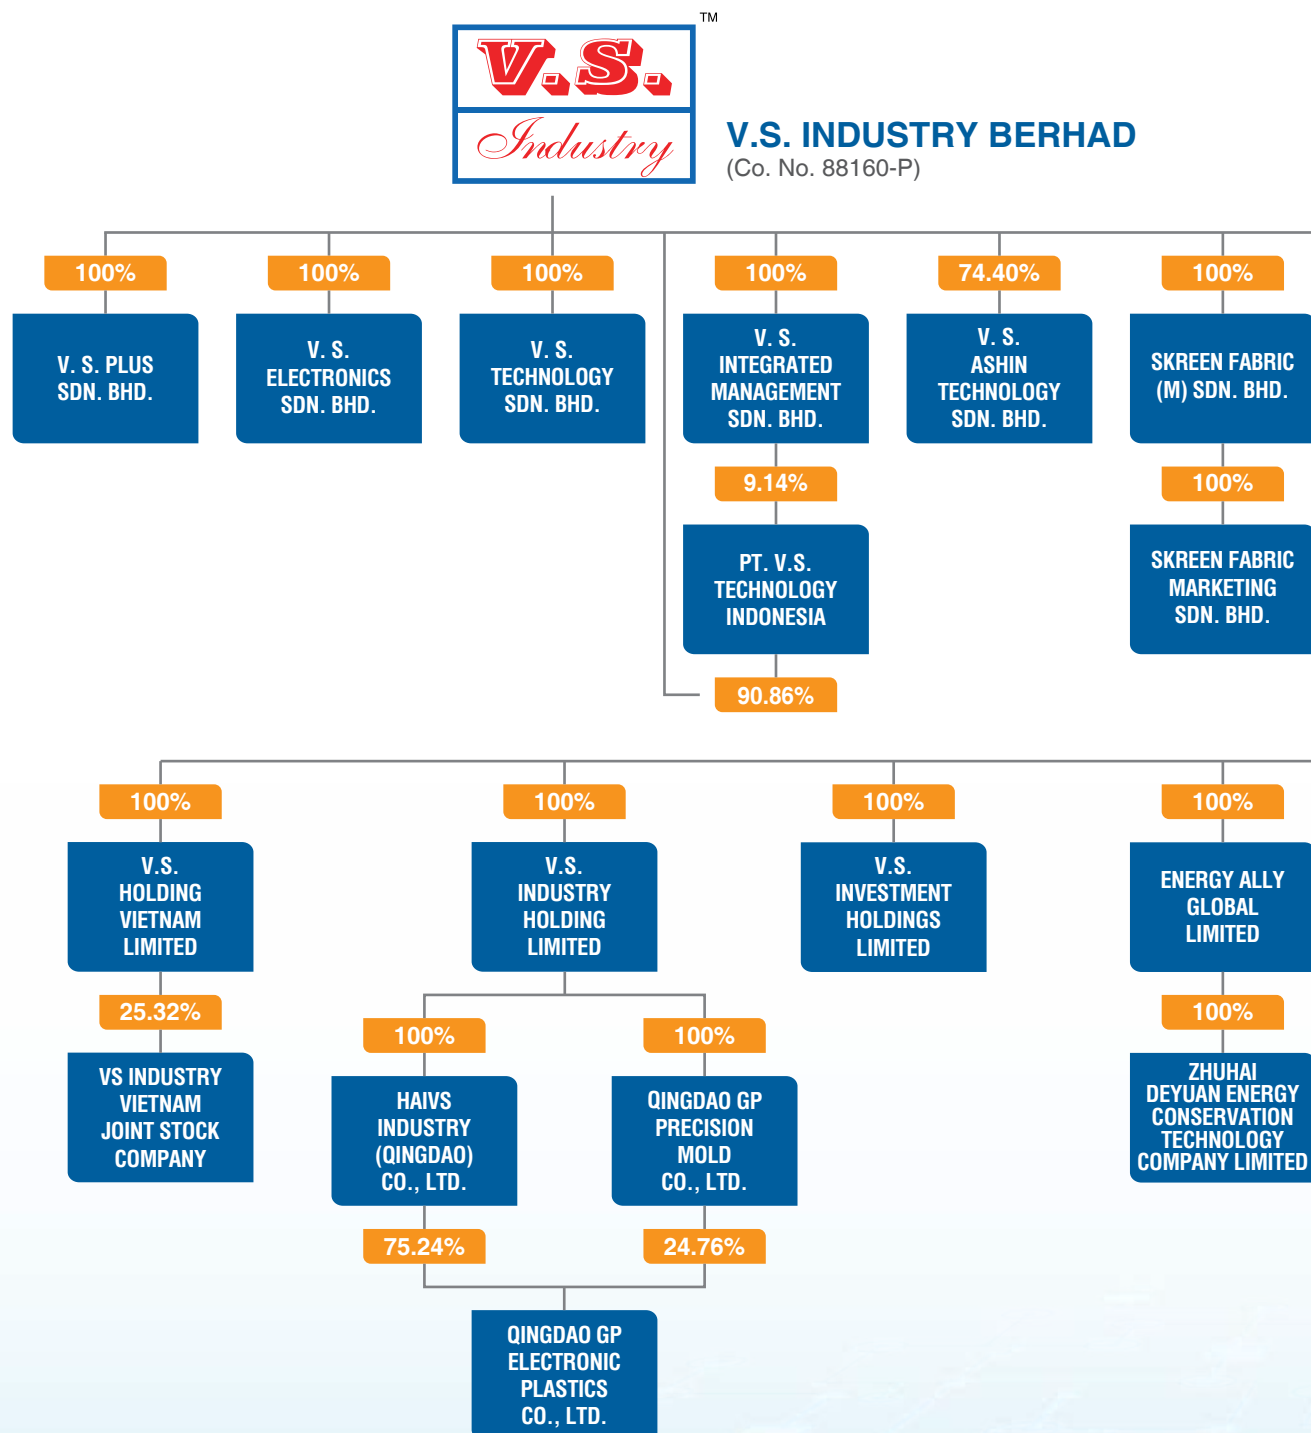 TM
V.S.
Industry
V.S. INDUSTRY BERHAD
(Co. No. 88160-P)
100%
100%
100%
100%
74.40%
100%
V. S. PLUS
SDN. BHD.
V. S.
ELECTRONICS
SDN. BHD.
V. S.
TECHNOLOGY
SDN. BHD.
V. S.
INTEGRATED
MANAGEMENT
SDN. BHD.
V. S.
ASHIN
TECHNOLOGY
SDN. BHD.
SKREEN FABRIC
(M) SDN. BHD.
9.14%
100%
PT. V.S.
TECHNOLOGY
INDONESIA
SKREEN FABRIC
MARKETING
SDN. BHD.
90.86%
100%
100%
100%
100%
V.S.
HOLDING
VIETNAM
LIMITED
V.S.
INDUSTRY
HOLDING
LIMITED
V.S.
INVESTMENT
HOLDINGS
LIMITED
ENERGY ALLY
GLOBAL
LIMITED
25.32%
100%
100%
100%
VS INDUSTRY
VIETNAM
JOINT STOCK
COMPANY
HAIVS
INDUSTRY
(QINGDAO)
CO., LTD.
QINGDAO GP
PRECISION
MOLD
CO., LTD.
ZHUHAI
DEYUAN ENERGY
CONSERVATION
TECHNOLOGY
COMPANY LIMITED
75.24%
24.76%
QINGDAO GP
ELECTRONIC
PLASTICS
CO., LTD.